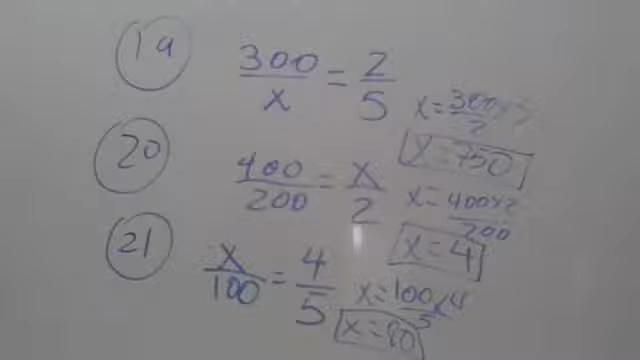 19 300/x = 2/5 x = 300×5/2
x = 750
20 400/200 = x/2 x = 400×2/200
x = 4
21 x/100 = 4/5 x = 100×4/5
x = 80